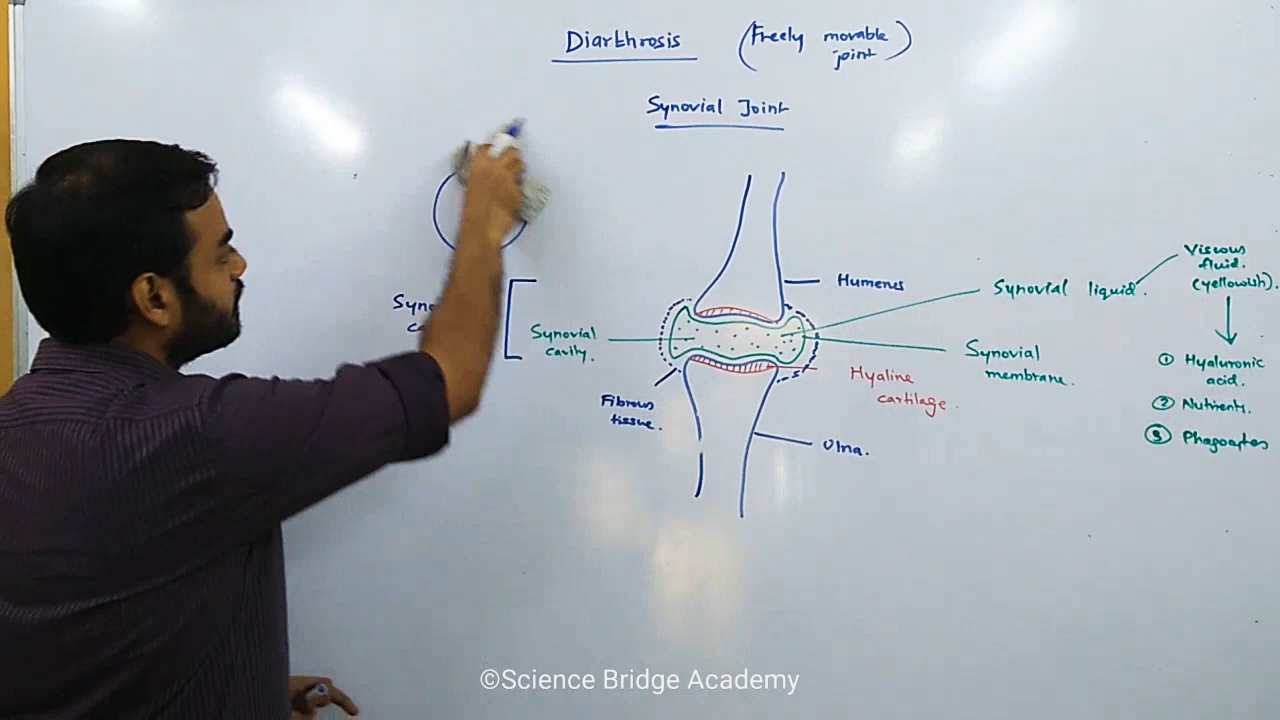 Diarthrosis (Freely movable
joint)
Synovial Joint
Humerus
Synovial
cavity.
Fibrous
tissue.
Synovial liquid.
Viscous
fluid.
(yellowish).
Synovial
membrane.
① Hyaluronic
acid.
② Nutrients.
③ Phagocytes
Hyaline
cartilage.
Ulna.
©Science Bridge Academy